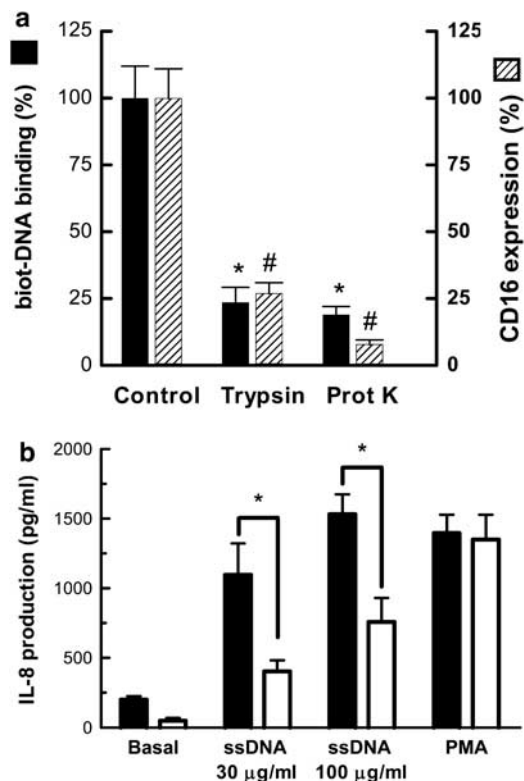 a
biot-DNA binding (%)
CD16 expression (%)
125
100
75
50
25
0
125
100
75
50
25
0
* # * #
Control Trypsin Prot K
b
IL-8 production (pg/ml)
2000
1500
1000
500
0
* *
Basal ssDNA ssDNA PMA
30 μg/ml 100 μg/ml